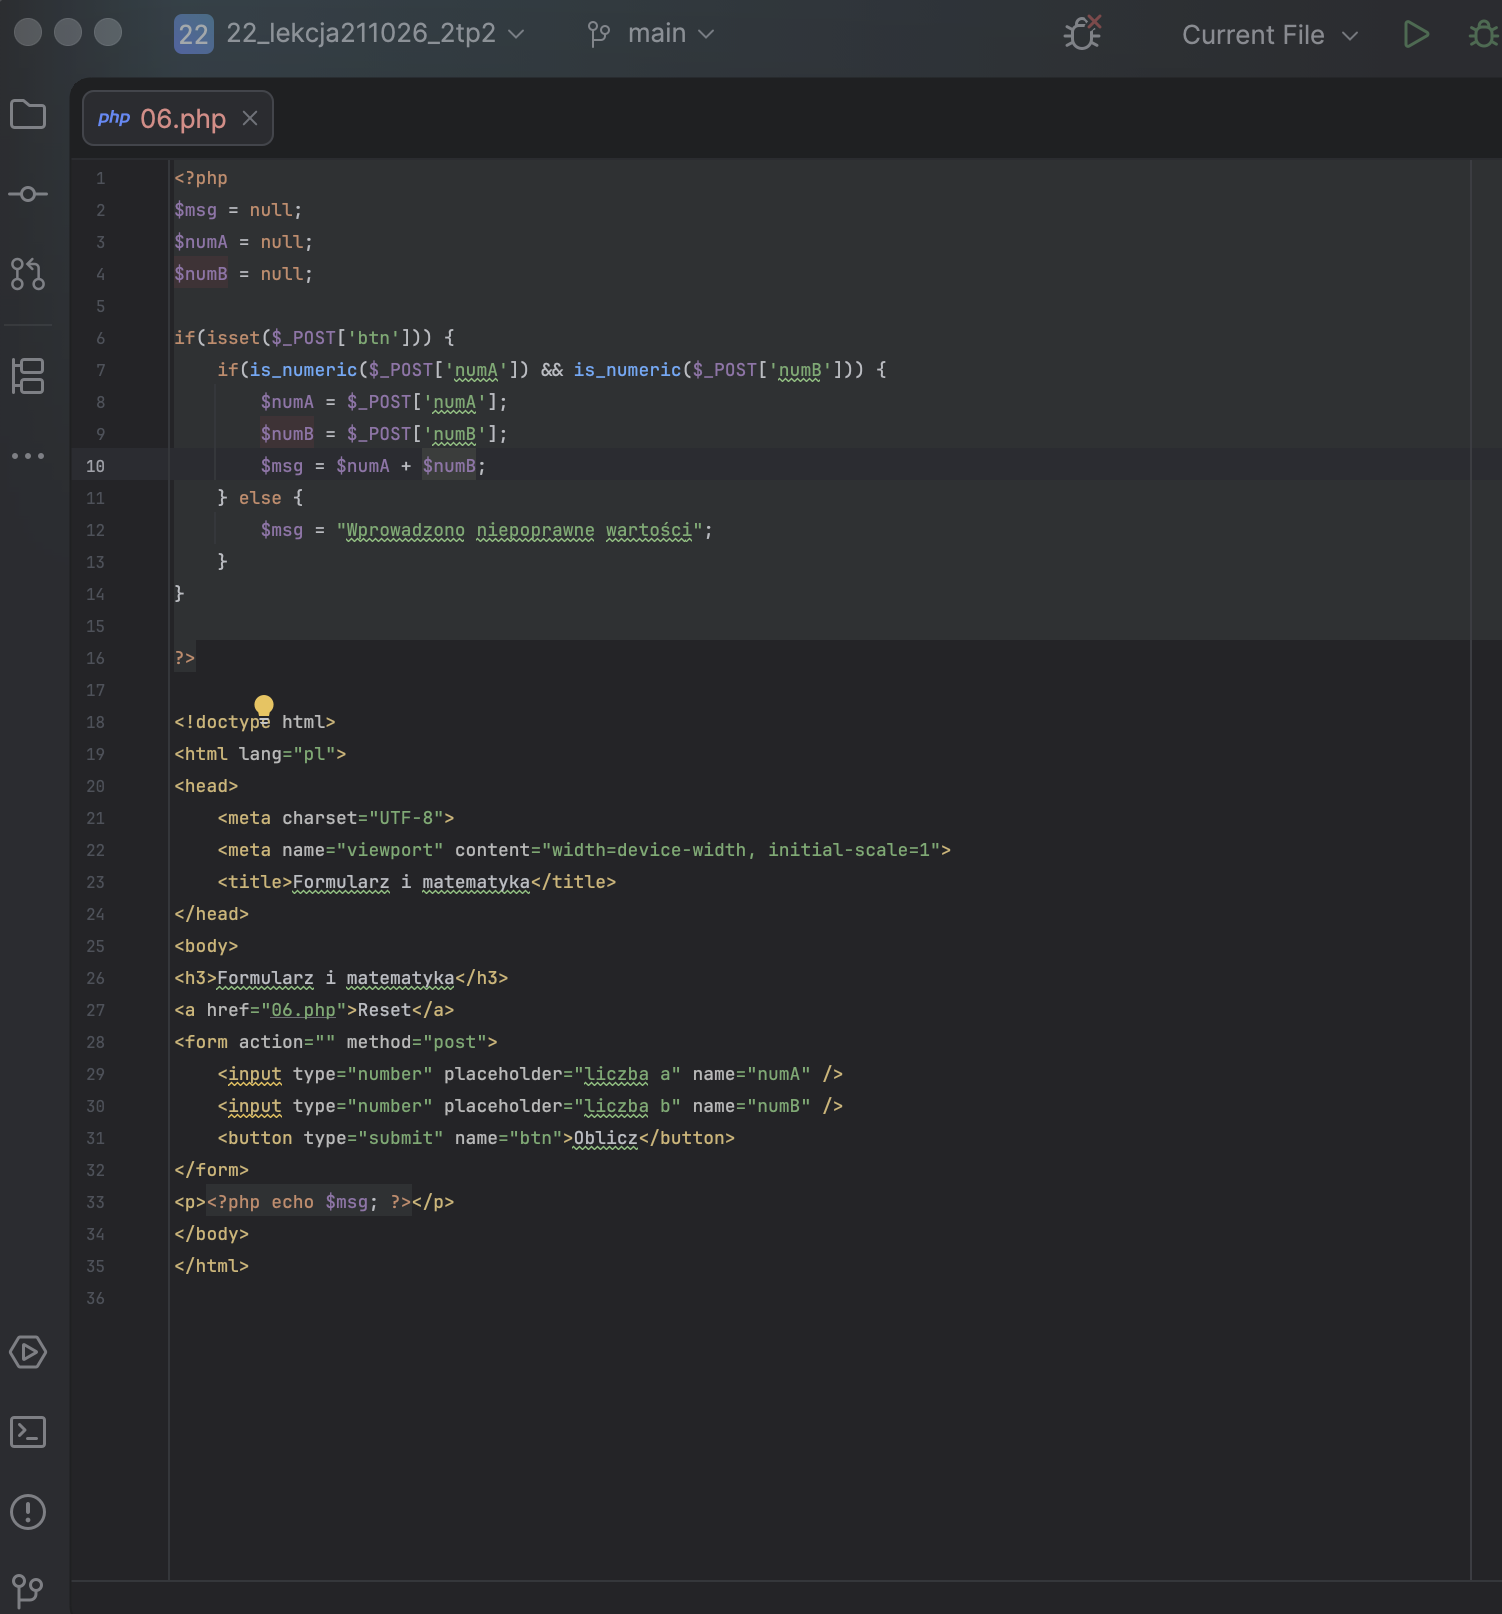 22 22_lekcja211026_2tp2 main Current File
php 06.php
1 <?php
2 $msg = null;
3 $numA = null;
4 $numB = null;
5
6 if(isset($_POST['btn'])) {
7 if(is_numeric($_POST['numA']) && is_numeric($_POST['numB'])) {
8 $numA = $_POST['numA'];
9 $numB = $_POST['numB'];
10 $msg = $numA + $numB;
11 } else {
12 $msg = "Wprowadzono niepoprawne wartości";
13 }
14 }
15
16 ?>
17
18 <!doctype html>
19 <html lang="pl">
20 <head>
21 <meta charset="UTF-8">
22 <meta name="viewport" content="width=device-width, initial-scale=1">
23 <title>Formularz i matematyka</title>
24 </head>
25 <body>
26 <h3>Formularz i matematyka</h3>
27 <a href="06.php">Reset</a>
28 <form action="" method="post">
29 <input type="number" placeholder="liczba a" name="numA" />
30 <input type="number" placeholder="liczba b" name="numB" />
31 <button type="submit" name="btn">Oblicz</button>
32 </form>
33 <p><?php echo $msg; ?></p>
34 </body>
35 </html>
36